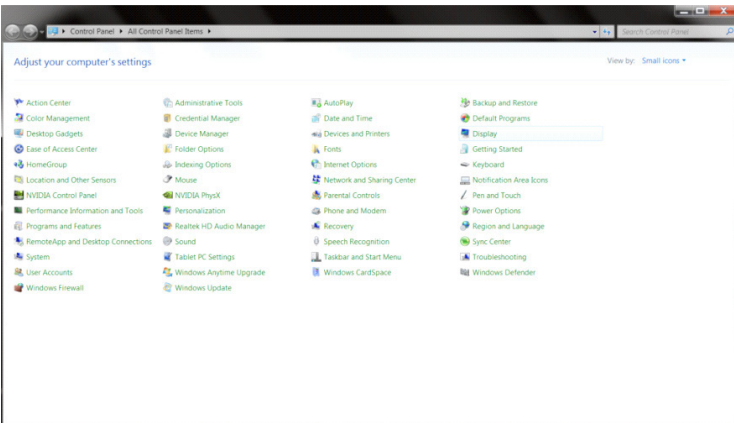 Control Panel ▸ All Control Panel Items ▸
Search Control Panel
Adjust your computer's settings
View by: Small icons
Action Center
Administrative Tools
AutoPlay
Backup and Restore
Color Management
Credential Manager
Date and Time
Default Programs
Desktop Gadgets
Device Manager
Devices and Printers
Display
Ease of Access Center
Folder Options
Fonts
Getting Started
HomeGroup
Indexing Options
Internet Options
Keyboard
Location and Other Sensors
Mouse
Network and Sharing Center
Notification Area Icons
NVIDIA Control Panel
NVIDIA PhysX
Parental Controls
Pen and Touch
Performance Information and Tools
Personalization
Phone and Modem
Power Options
Programs and Features
Realtek HD Audio Manager
Recovery
Region and Language
RemoteApp and Desktop Connections
Sound
Speech Recognition
Sync Center
System
Tablet PC Settings
Taskbar and Start Menu
Troubleshooting
User Accounts
Windows Anytime Upgrade
Windows CardSpace
Windows Defender
Windows Firewall
Windows Update